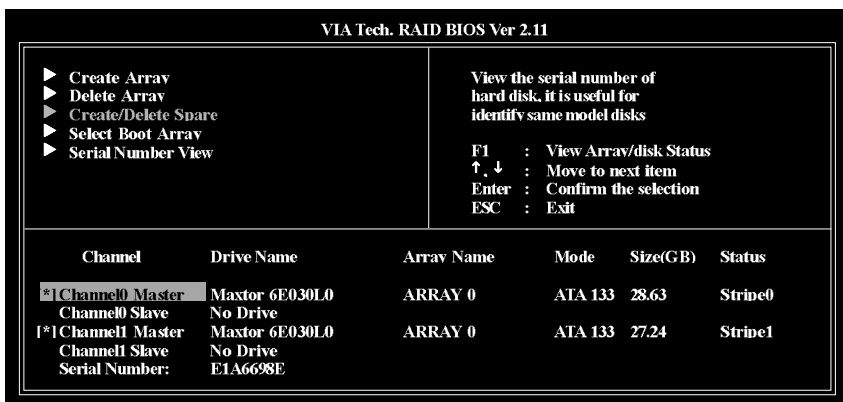 VIA Tech. RAID BIOS Ver 2.11
Create Array
Delete Array
Create/Delete Spare
Select Boot Array
Serial Number View
View the serial number of
hard disk, it is useful for
identify same model disks
F1 : View Array/disk Status
↑, ↓ : Move to next item
Enter : Confirm the selection
ESC : Exit
Channel Drive Name Array Name Mode Size(GB) Status
*]Channel0 Master Maxtor 6E030L0 ARRAY 0 ATA 133 28.63 Stripe0
Channel0 Slave No Drive
[*]Channel1 Master Maxtor 6E030L0 ARRAY 0 ATA 133 27.24 Stripe1
Channel1 Slave No Drive
Serial Number: E1A6698E